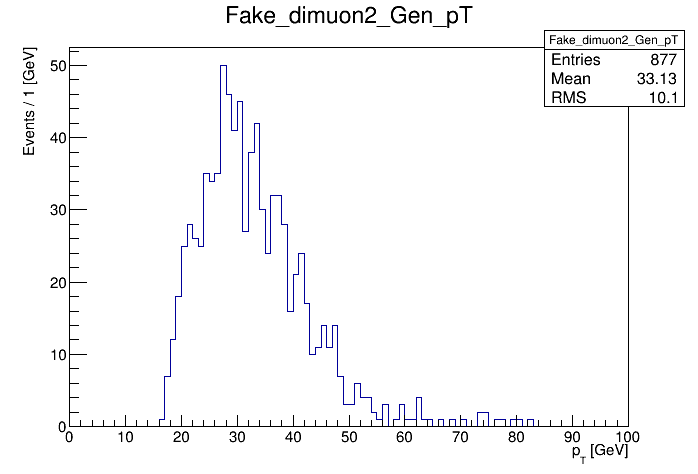 Fake_dimuon2_Gen_pT
Fake_dimuon2_Gen_pT
Entries 877
Mean 33.13
RMS 10.1
Events / 1 [GeV]
50
40
30
20
10
0
0 10 20 30 40 50 60 70 80 90 100
p_T [GeV]